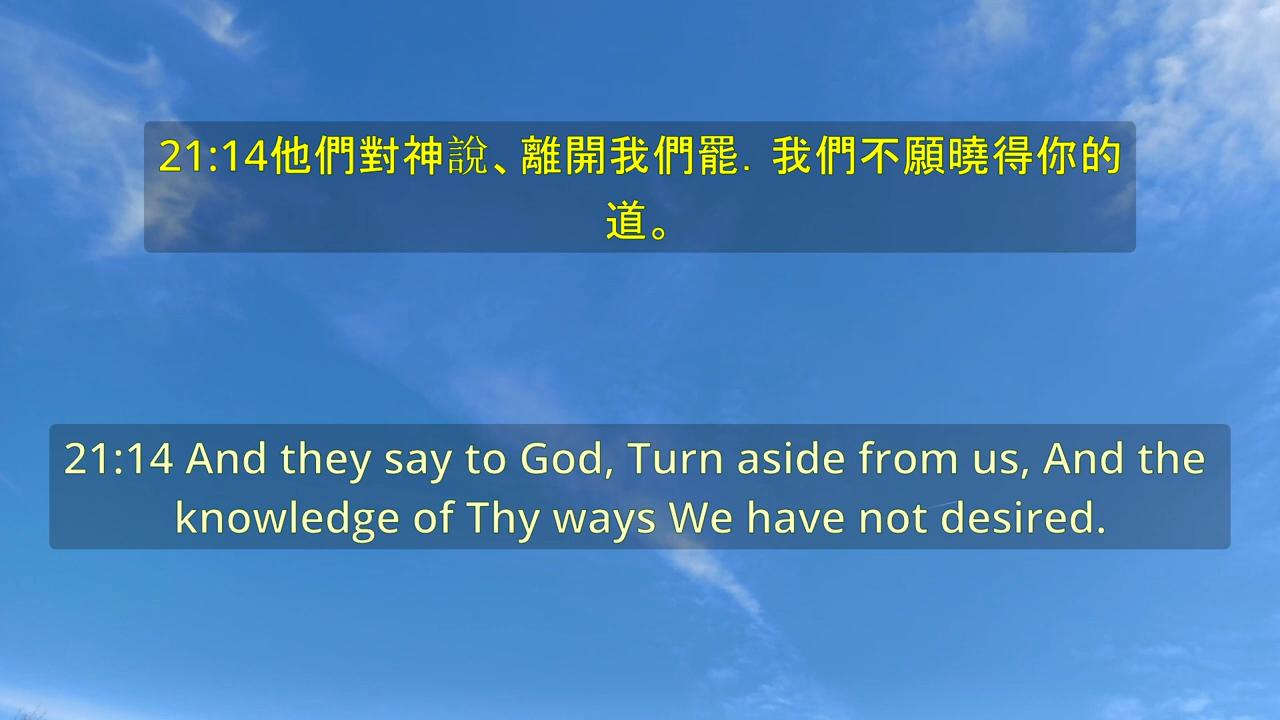 21:14他們對神說、離開我們罷. 我們不願曉得你的
道。
21:14 And they say to God, Turn aside from us, And the
knowledge of Thy ways We have not desired.